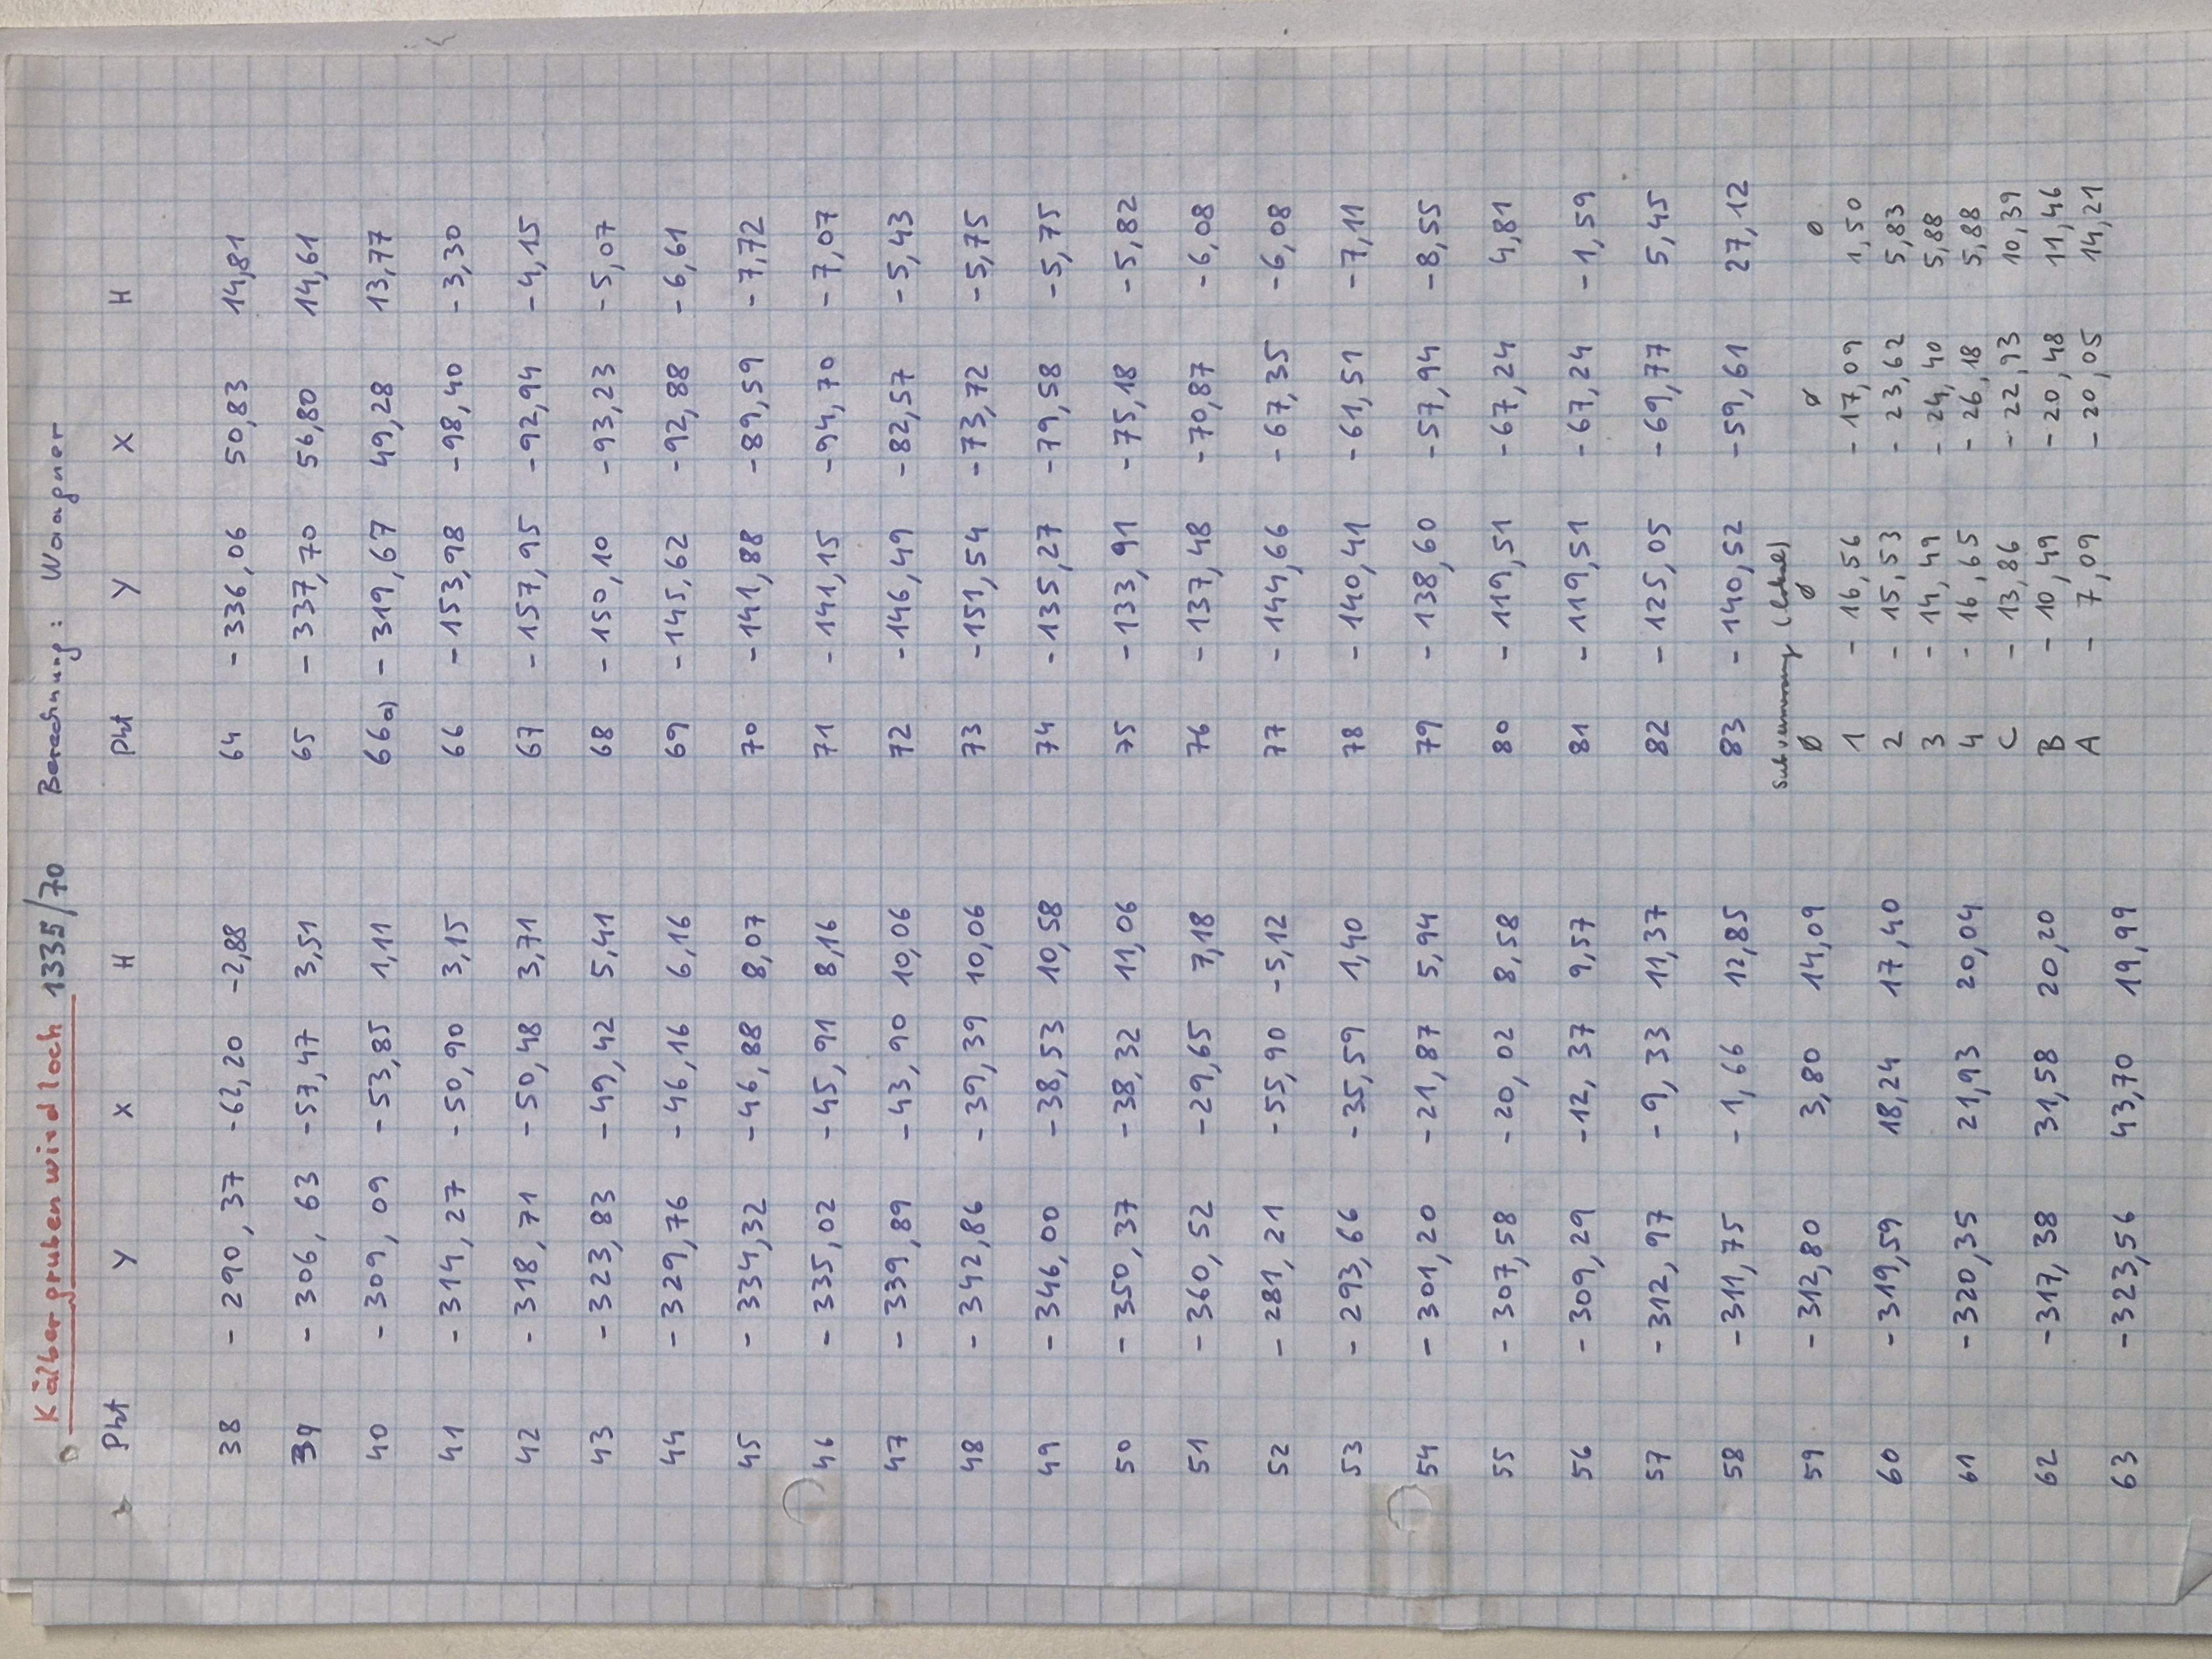 Kälbergrubenwindloch 1335/70 Berechnung: Waagner
Pkt Y X H Pkt Y X H
38 - 290,37 -62,20 -2,88 64 - 336,06 50,83 14,81
39 - 306,63 -57,47 3,51 65 - 337,70 56,80 14,61
40 - 309,09 -53,85 1,11 66a) - 319,67 49,28 13,77
41 - 314,27 -50,90 3,15 66 - 153,98 -98,40 -3,30
42 - 318,71 -50,48 3,71 67 - 157,95 -92,94 -4,15
43 - 323,83 -49,42 5,41 68 - 150,10 -93,23 -5,07
44 - 329,76 -46,16 6,16 69 - 145,62 -92,88 -6,61
45 - 334,32 -46,88 8,07 70 - 141,88 -89,59 -7,72
46 - 335,02 -45,91 8,16 71 - 141,15 -94,70 -7,07
47 - 339,89 -43,90 10,06 72 - 146,49 -82,57 -5,43
48 - 342,86 -39,39 10,06 73 - 151,54 -73,72 -5,75
49 - 346,00 -38,53 10,58 74 - 135,27 -79,58 -5,75
50 - 350,37 -38,32 11,06 75 - 133,91 -75,18 -5,82
51 - 360,52 -29,65 7,18 76 - 137,48 -70,87 -6,08
52 - 281,21 -55,90 -5,12 77 - 144,66 -67,35 -6,08
53 - 293,66 -35,59 1,40 78 - 140,41 -61,51 -7,11
54 - 301,20 -21,87 5,94 79 - 138,60 -57,94 -8,55
55 - 307,58 -20,02 8,58 80 - 119,51 -67,24 4,81
56 - 309,29 -12,37 9,57 81 - 119,51 -67,24 -1,59
57 - 312,97 -9,33 11,37 82 - 125,05 -69,77 5,45
58 - 311,75 -1,66 12,85 83 - 140,52 -59,61 27,12
Subvermessung (lokal)
59 - 312,80 3,80 14,09 Ø Ø Ø Ø
1 - 16,56 - 17,09 1,50
60 - 319,59 18,24 17,40 2 - 15,53 - 23,62 5,83
3 - 14,49 - 24,40 5,88
61 - 320,35 21,93 20,04 4 - 16,65 - 26,18 5,88
C - 13,86 - 22,93 10,39
62 - 317,38 31,58 20,20 B - 10,49 - 20,48 11,46
A - 7,09 - 20,05 14,21
63 - 323,56 43,70 19,99